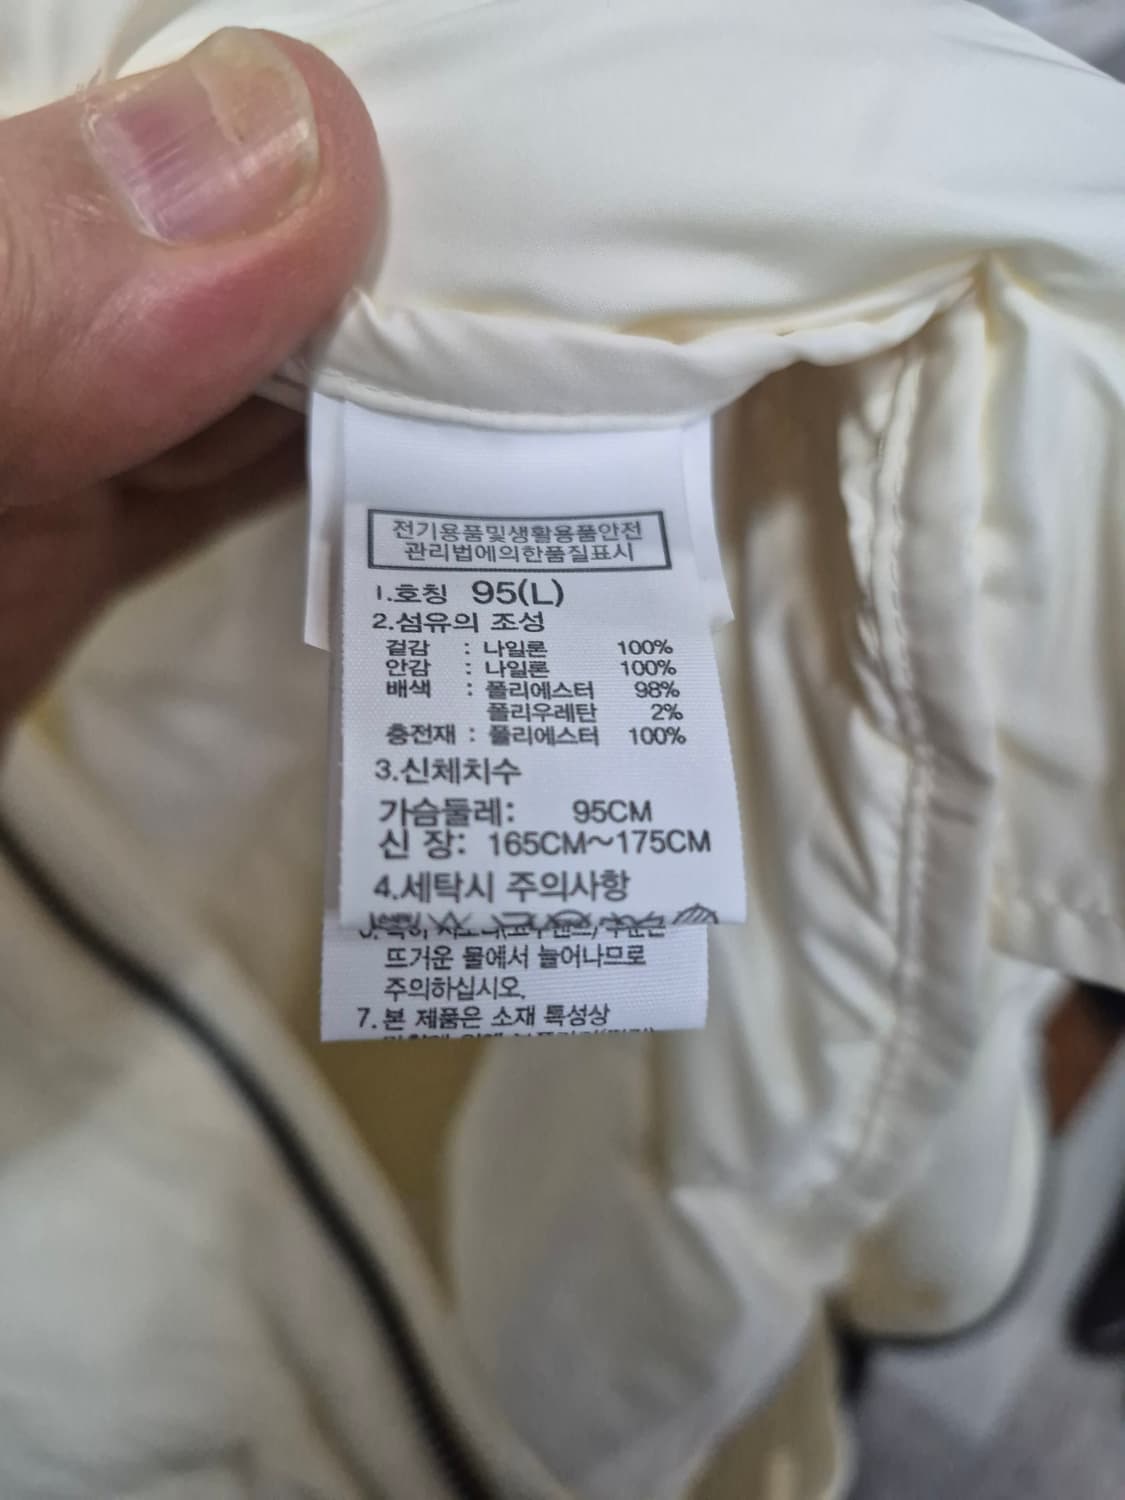 전기용품및생활용품안전
관리법에의한품질표시
1.호칭 95(L)
2.섬유의 조성
겉감 : 나일론 100%
안감 : 나일론 100%
배색 : 폴리에스터 98%
폴리우레탄 2%
충전재 : 폴리에스터 100%
3.신체치수
가슴둘레: 95CM
신 장: 165CM~175CM
4.세탁시 주의사항
뜨거운 물에서 늘어나므로
주의하십시오.
7.본 제품은 소재 특성상